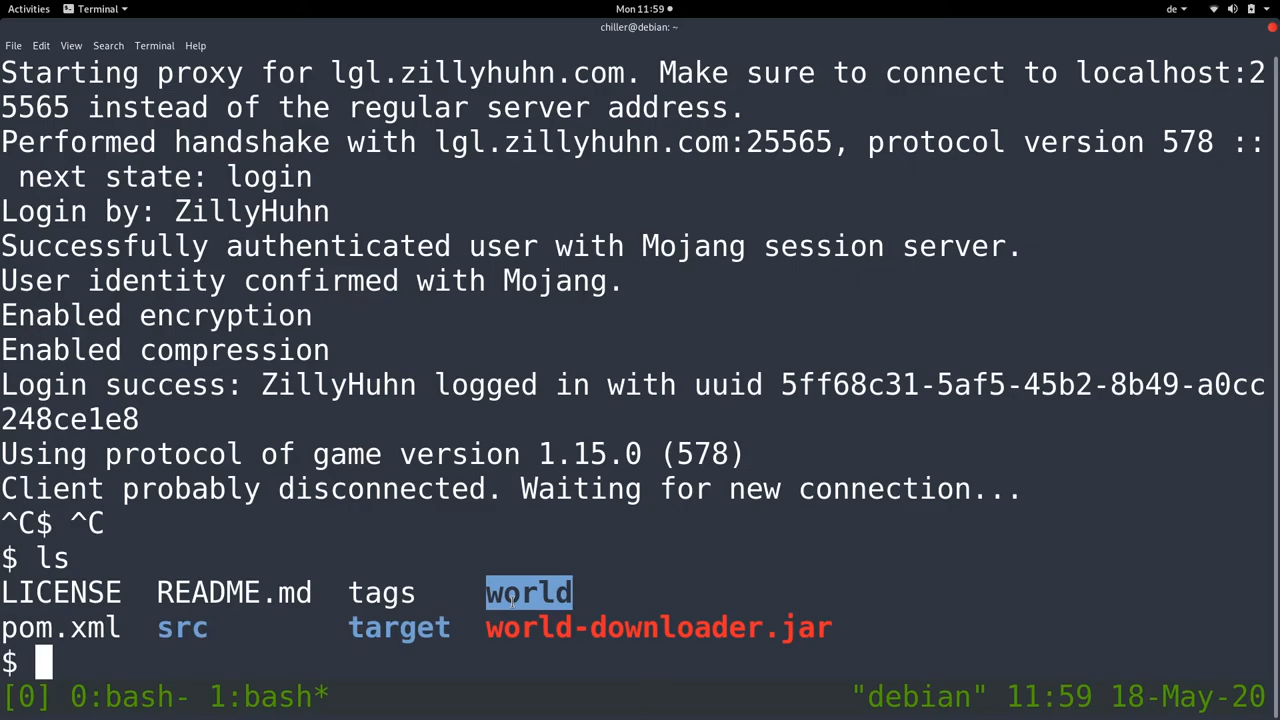 Activities Terminal Mon 11:59 de
chiller@debian: ~
File Edit View Search Terminal Help
Starting proxy for lgl.zillyhuhn.com. Make sure to connect to localhost:2
5565 instead of the regular server address.
Performed handshake with lgl.zillyhuhn.com:25565, protocol version 578 ::
 next state: login
Login by: ZillyHuhn
Successfully authenticated user with Mojang session server.
User identity confirmed with Mojang.
Enabled encryption
Enabled compression
Login success: ZillyHuhn logged in with uuid 5ff68c31-5af5-45b2-8b49-a0cc
248ce1e8
Using protocol of game version 1.15.0 (578)
Client probably disconnected. Waiting for new connection...
^C$ ^C
$ ls
LICENSE README.md tags world
pom.xml src target world-downloader.jar
$
[0] 0:bash- 1:bash* "debian" 11:59 18-May-20